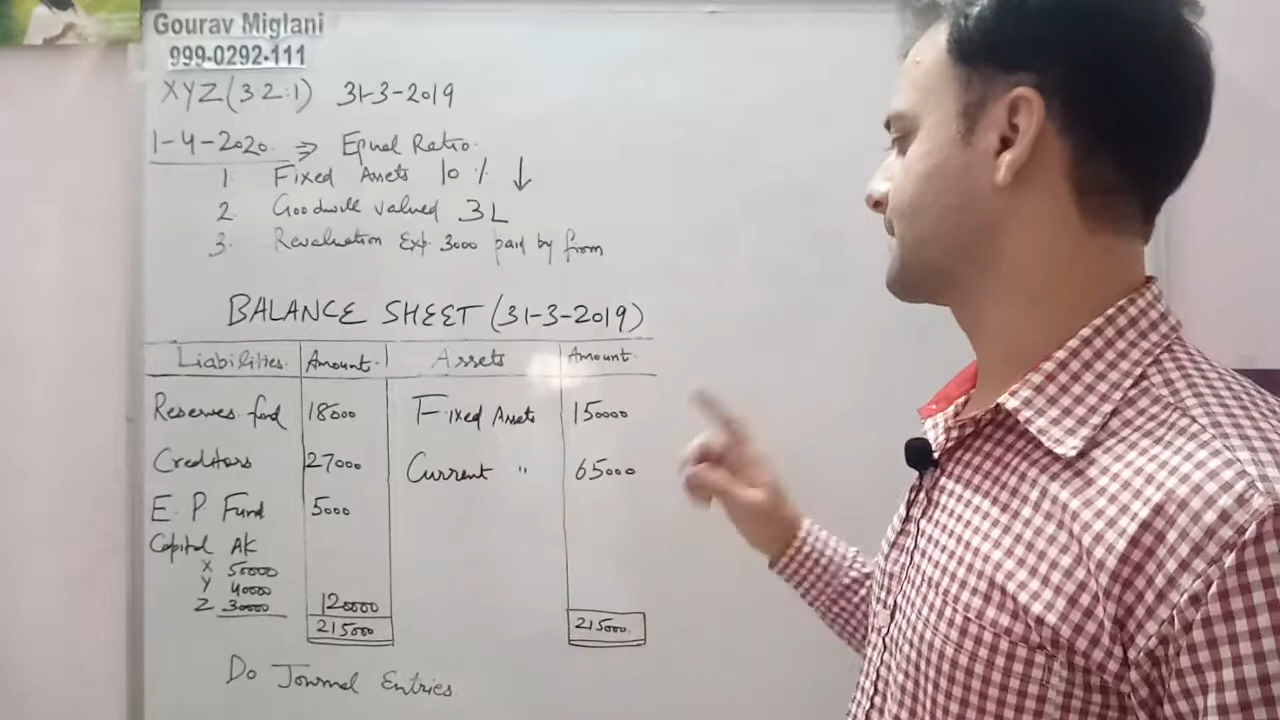 Gourav Miglani
999-0292-111
XYZ (3:2:1) 31-3-2019
1-4-2020 ⇒ Equal Ratio.
1. Fixed Assets 10 % ↓
2. Goodwill valued 3L
3. Revaluation Exp. 3000 paid by from
BALANCE SHEET (31-3-2019)
Liabilities Amount Assets Amount
Reserves fund 18000 Fixed Assets 150000
Creditors 27000 Current " 65000
E. P Fund 5000
Capital A/c
X 50000
Y 40000
Z 30000 120000
215000 215000
Do Journal Entries